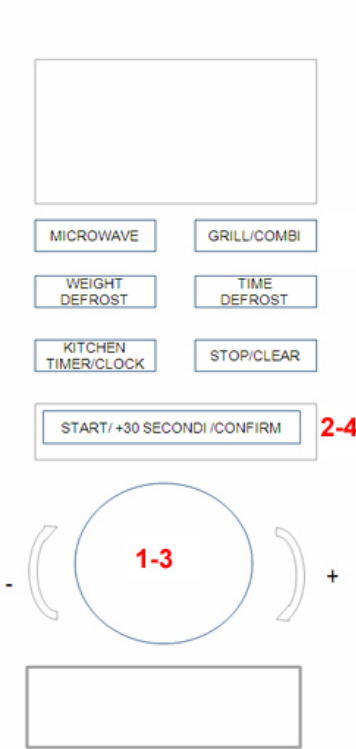 MICROWAVE
GRILL/COMBI
WEIGHT
DEFROST
TIME
DEFROST
KITCHEN
TIMER/CLOCK
STOP/CLEAR
START/ +30 SECONDI /CONFIRM
2-4
1-3
-
+